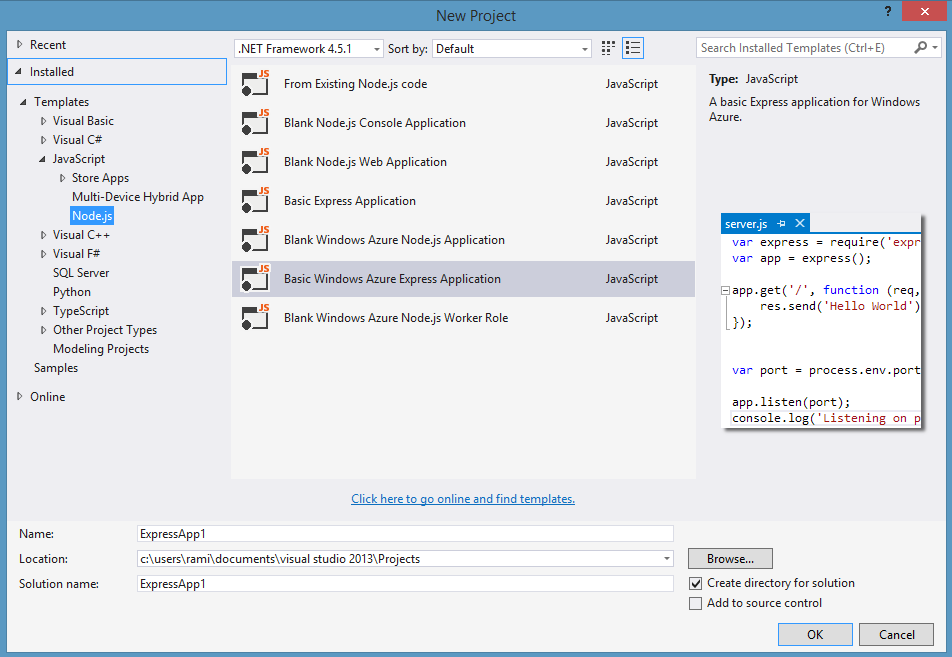 New Project
?
Recent
Installed
Templates
Visual Basic
Visual C#
JavaScript
Store Apps
Multi-Device Hybrid App
Node.js
Visual C++
Visual F#
SQL Server
Python
TypeScript
Other Project Types
Modeling Projects
Samples
Online
.NET Framework 4.5.1 Sort by: Default
JS From Existing Node.js code JavaScript
JS Blank Node.js Console Application JavaScript
JS Blank Node.js Web Application JavaScript
JS Basic Express Application JavaScript
JS Blank Windows Azure Node.js Application JavaScript
JS Basic Windows Azure Express Application JavaScript
JS Blank Windows Azure Node.js Worker Role JavaScript
Click here to go online and find templates.
Search Installed Templates (Ctrl+E)
Type: JavaScript
A basic Express application for Windows
Azure.
server.js
var express = require('expr
var app = express();
app.get('/', function (req,
res.send('Hello World')
});
var port = process.env.port
app.listen(port);
console.log('Listening on p
Name: ExpressApp1
Location: c:\users\rami\documents\visual studio 2013\Projects Browse...
Solution name: ExpressApp1
Create directory for solution
Add to source control
OK Cancel